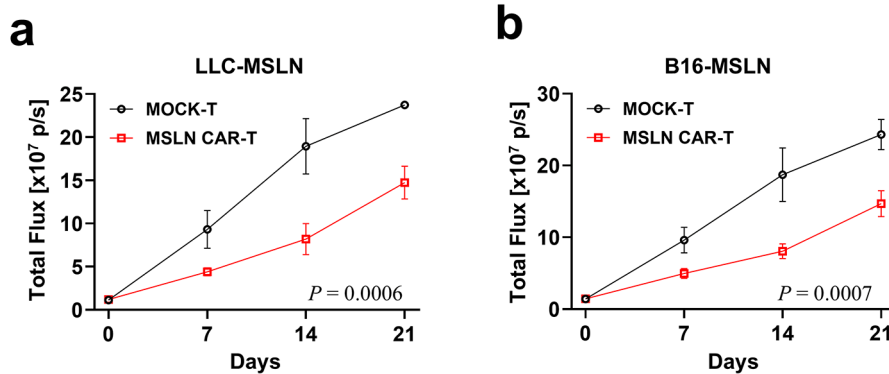 a
LLC-MSLN
Total Flux [x10⁷ p/s]
25
20
15
10
5
0
MOCK-T
MSLN CAR-T
P = 0.0006
0 7 14 21
Days
b
B16-MSLN
Total Flux [x10⁷ p/s]
30
20
10
0
MOCK-T
MSLN CAR-T
P = 0.0007
0 7 14 21
Days